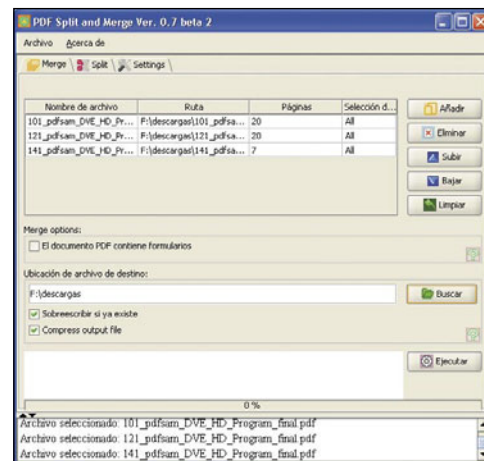 PDF Split and Merge Ver. 0.7 beta 2
Archivo Acerca de
Merge Split Settings
Nombre de archivo Ruta Páginas Selección d...
101_pdfsam_DVE_HD_Pr... F:\descargas\101_pdfsa... 20 All
121_pdfsam_DVE_HD_Pr... F:\descargas\121_pdfsa... 20 All
141_pdfsam_DVE_HD_Pr... F:\descargas\141_pdfsa... 7 All
Añadir
Eliminar
Subir
Bajar
Limpiar
Merge options:
El documento PDF contiene formularios
Ubicación de archivo de destino:
F:\descargas
Buscar
Sobreescribir si ya existe
Compress output file
Ejecutar
0 %
Archivo seleccionado: 101_pdfsam_DVE_HD_Program_final.pdf
Archivo seleccionado: 121_pdfsam_DVE_HD_Program_final.pdf
Archivo seleccionado: 141_pdfsam_DVE_HD_Program_final.pdf